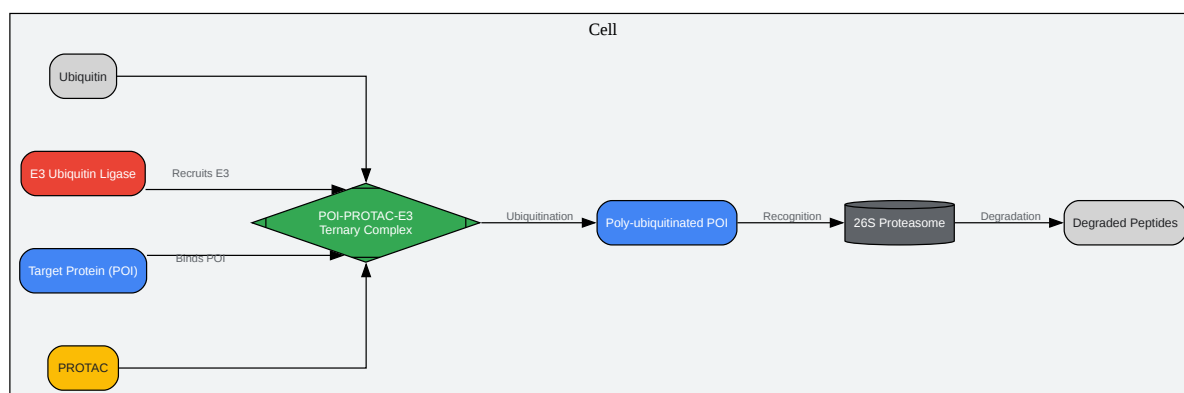 Cell
Ubiquitin
E3 Ubiquitin Ligase
Recruits E3
POI-PROTAC-E3
Ternary Complex
Ubiquitination
Poly-ubiquitinated POI
Recognition
26S Proteasome
Degradation
Degraded Peptides
Target Protein (POI)
Binds POI
PROTAC